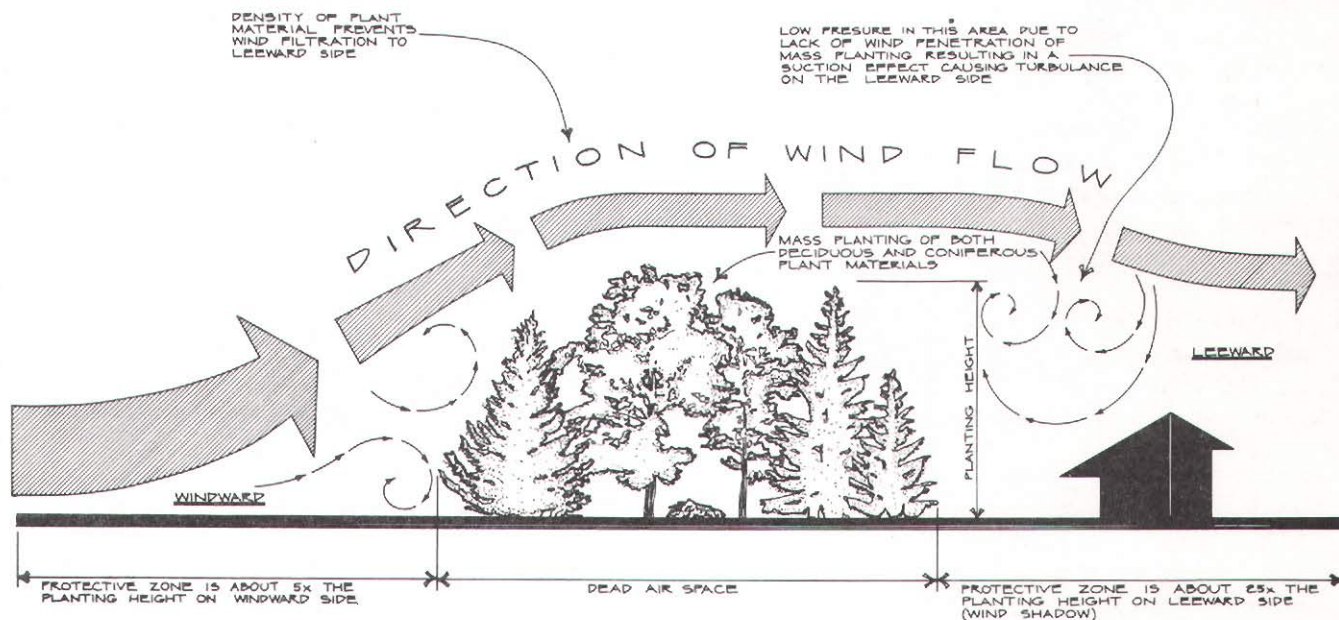 DENSITY OF PLANT
MATERIAL PREVENTS
WIND FILTRATION TO
LEEWARD SIDE
LOW PRESURE IN THIS AREA DUE TO
LACK OF WIND PENETRATION OF
MASS PLANTING RESULTING IN A
SUCTION EFFECT CAUSING TURBULANCE
ON THE LEEWARD SIDE
DIRECTION OF WIND FLOW
MASS PLANTING OF BOTH
DECIDUOUS AND CONIFEROUS
PLANT MATERIALS
LEEWARD
PLANTING HEIGHT
WINDWARD
PROTECTIVE ZONE IS ABOUT 5x THE
PLANTING HEIGHT ON WINDWARD SIDE
DEAD AIR SPACE
PROTECTIVE ZONE IS ABOUT 25x THE
PLANTING HEIGHT ON LEEWARD SIDE
(WIND SHADOW)